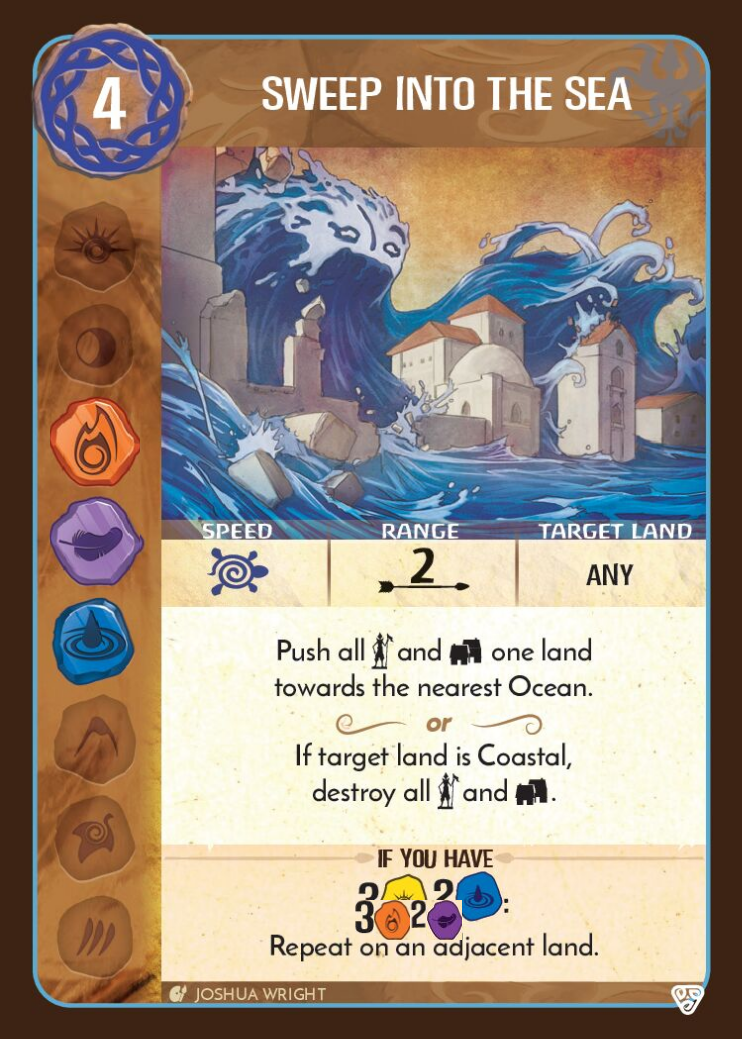 4
SWEEP INTO THE SEA
SPEED RANGE TARGET LAND
2 ANY
Push all and one land
towards the nearest Ocean.
or
If target land is Coastal,
destroy all and .
IF YOU HAVE
3 2 :
3 2
Repeat on an adjacent land.
JOSHUA WRIGHT